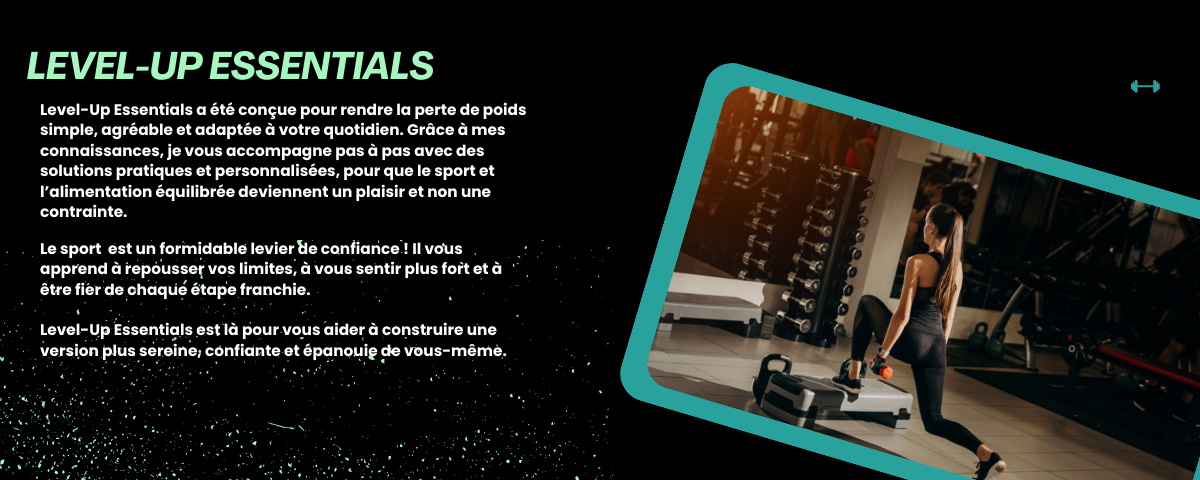 LEVEL-UP ESSENTIALS
Level-Up Essentials a été conçue pour rendre la perte de poids
simple, agréable et adaptée à votre quotidien. Grâce à mes
connaissances, je vous accompagne pas à pas avec des
solutions pratiques et personnalisées, pour que le sport et
l’alimentation équilibrée deviennent un plaisir et non une
contrainte.
Le sport  est un formidable levier de confiance ! Il vous
apprend à repousser vos limites, à vous sentir plus fort et à
être fier de chaque étape franchie.
Level-Up Essentials est là pour vous aider à construire une
version plus sereine, confiante et épanouie de vous-même.